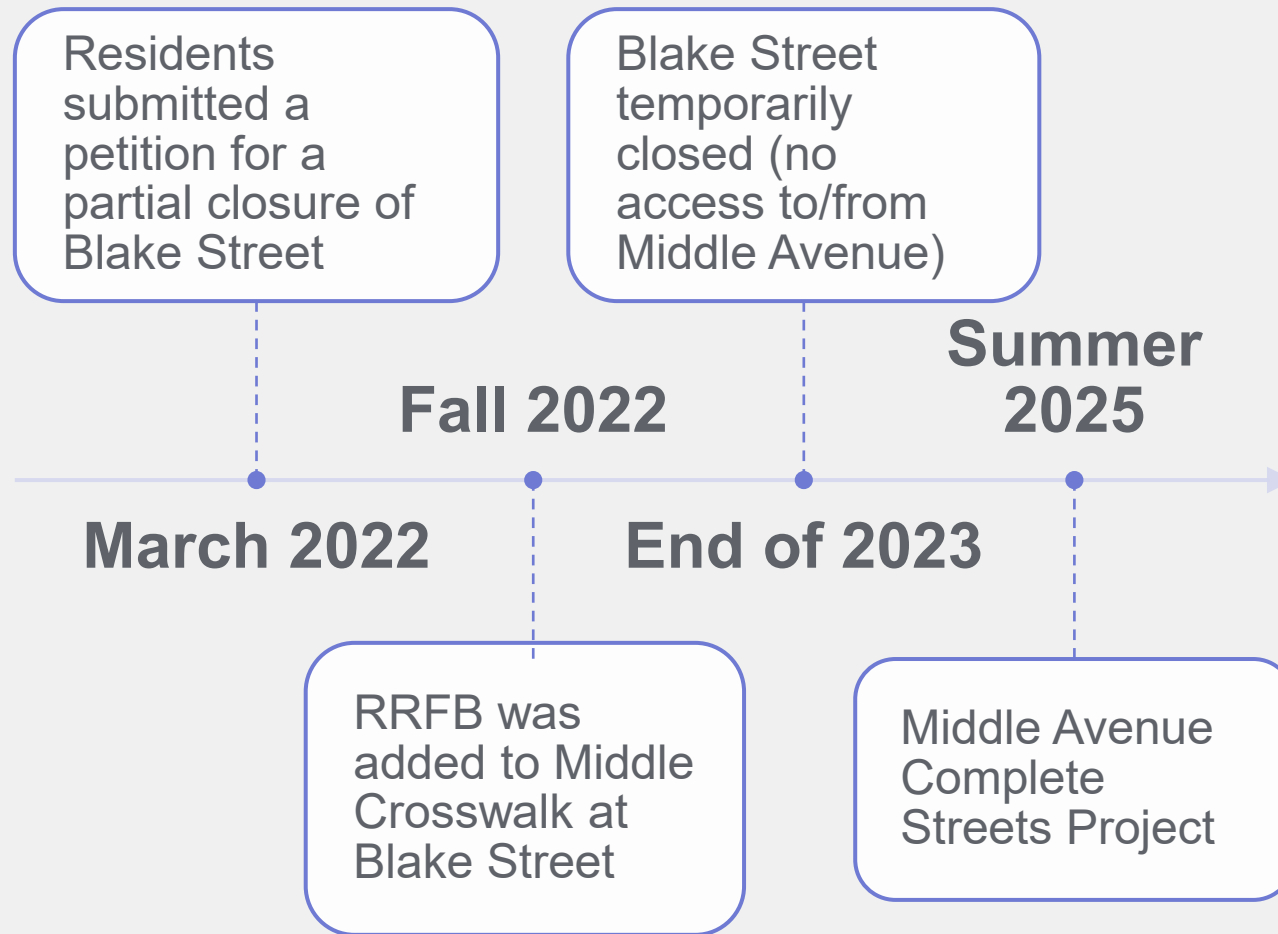 Residents
submitted a
petition for a
partial closure of
Blake Street
Blake Street
temporarily
closed (no
access to/from
Middle Avenue)
Summer
2025
Fall 2022
March 2022
End of 2023
RRFB was
added to Middle
Crosswalk at
Blake Street
Middle Avenue
Complete
Streets Project